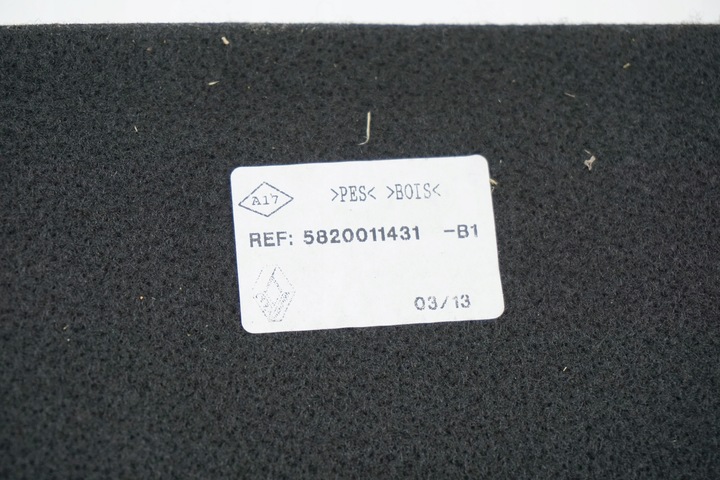 A17 >PES< >BOIS<
REF: 5820011431 -B1
03/13